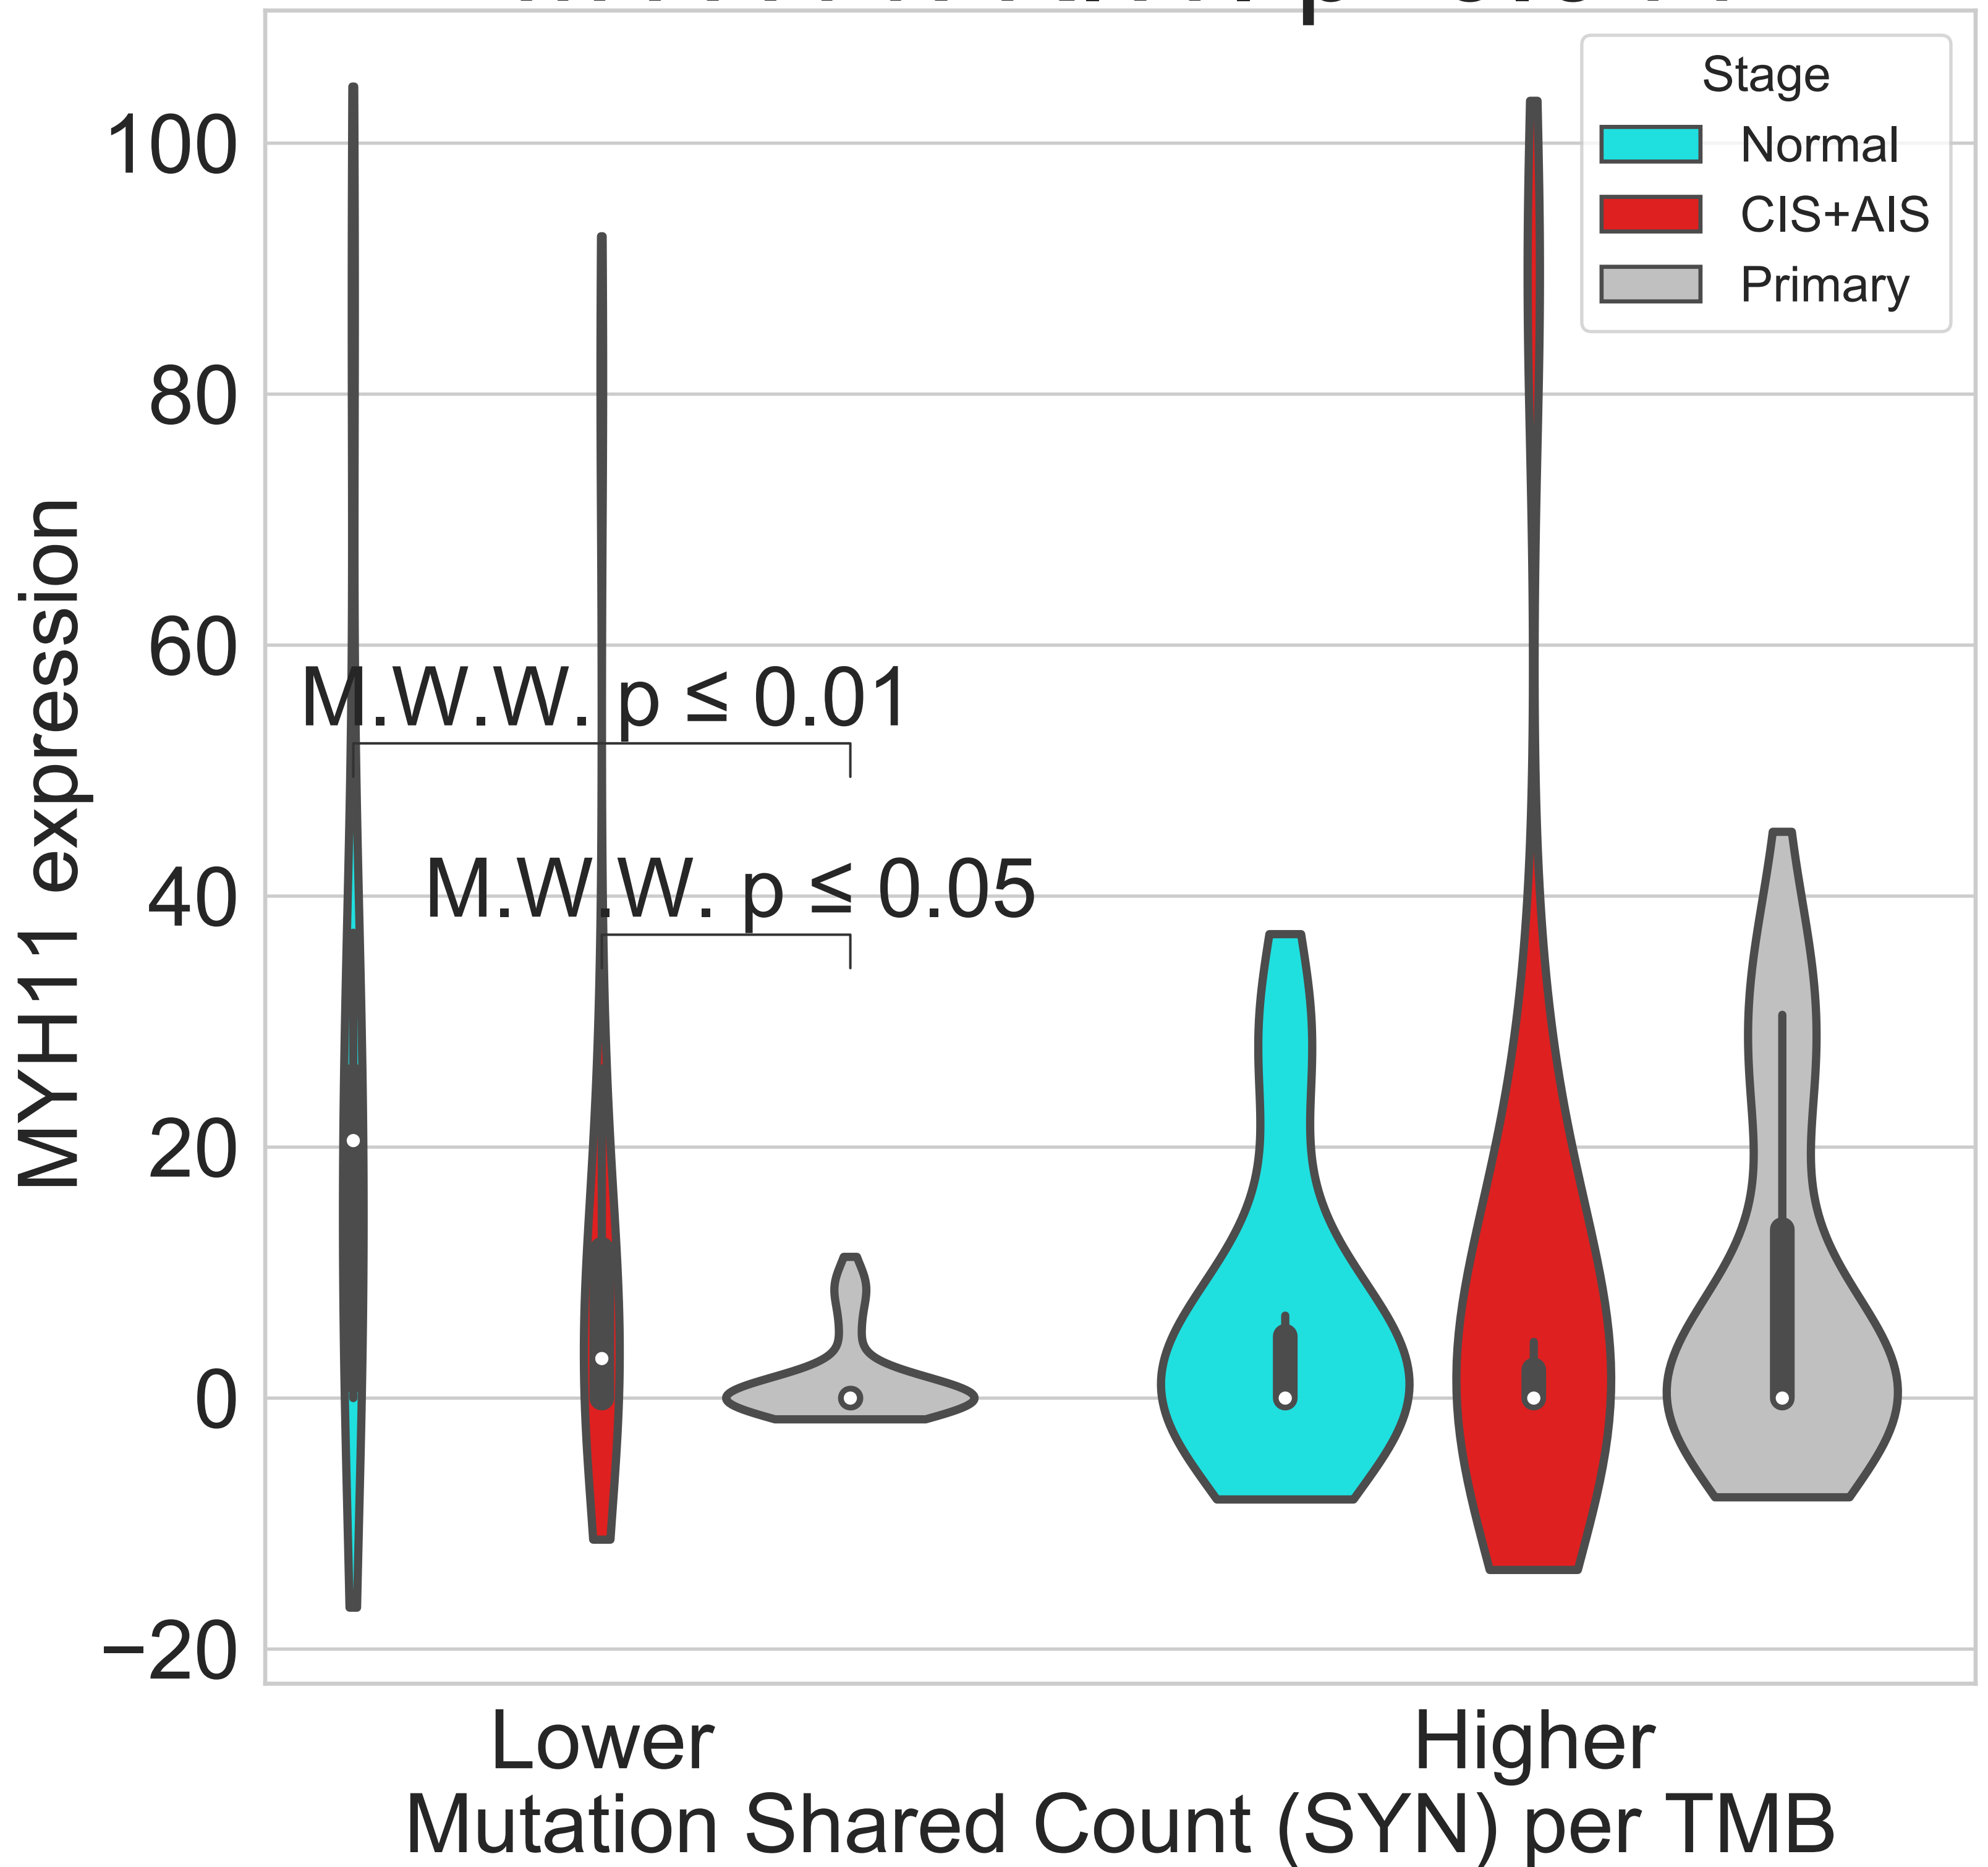 Stage
Normal
CIS+AIS
Primary
100
80
60
40
20
0
−20
MYH11 expression
M.W.W. p ≤ 0.01
M.W.W. p ≤ 0.05
Lower
Higher
Mutation Shared Count (SYN) per TMB